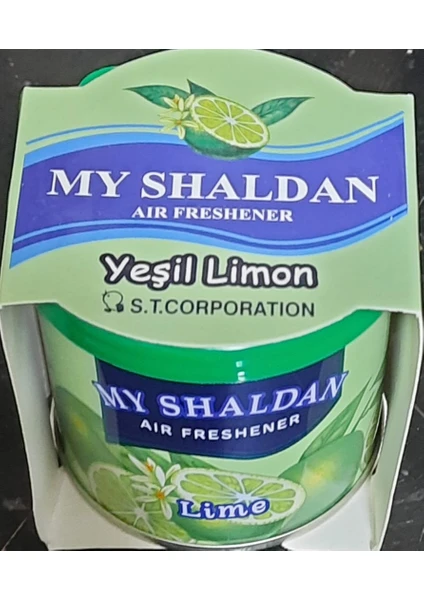 MY SHALDAN
AIR FRESHENER
Yeşil Limon
S.T.CORPORATION
MY SHALDAN
AIR FRESHENER
Lime